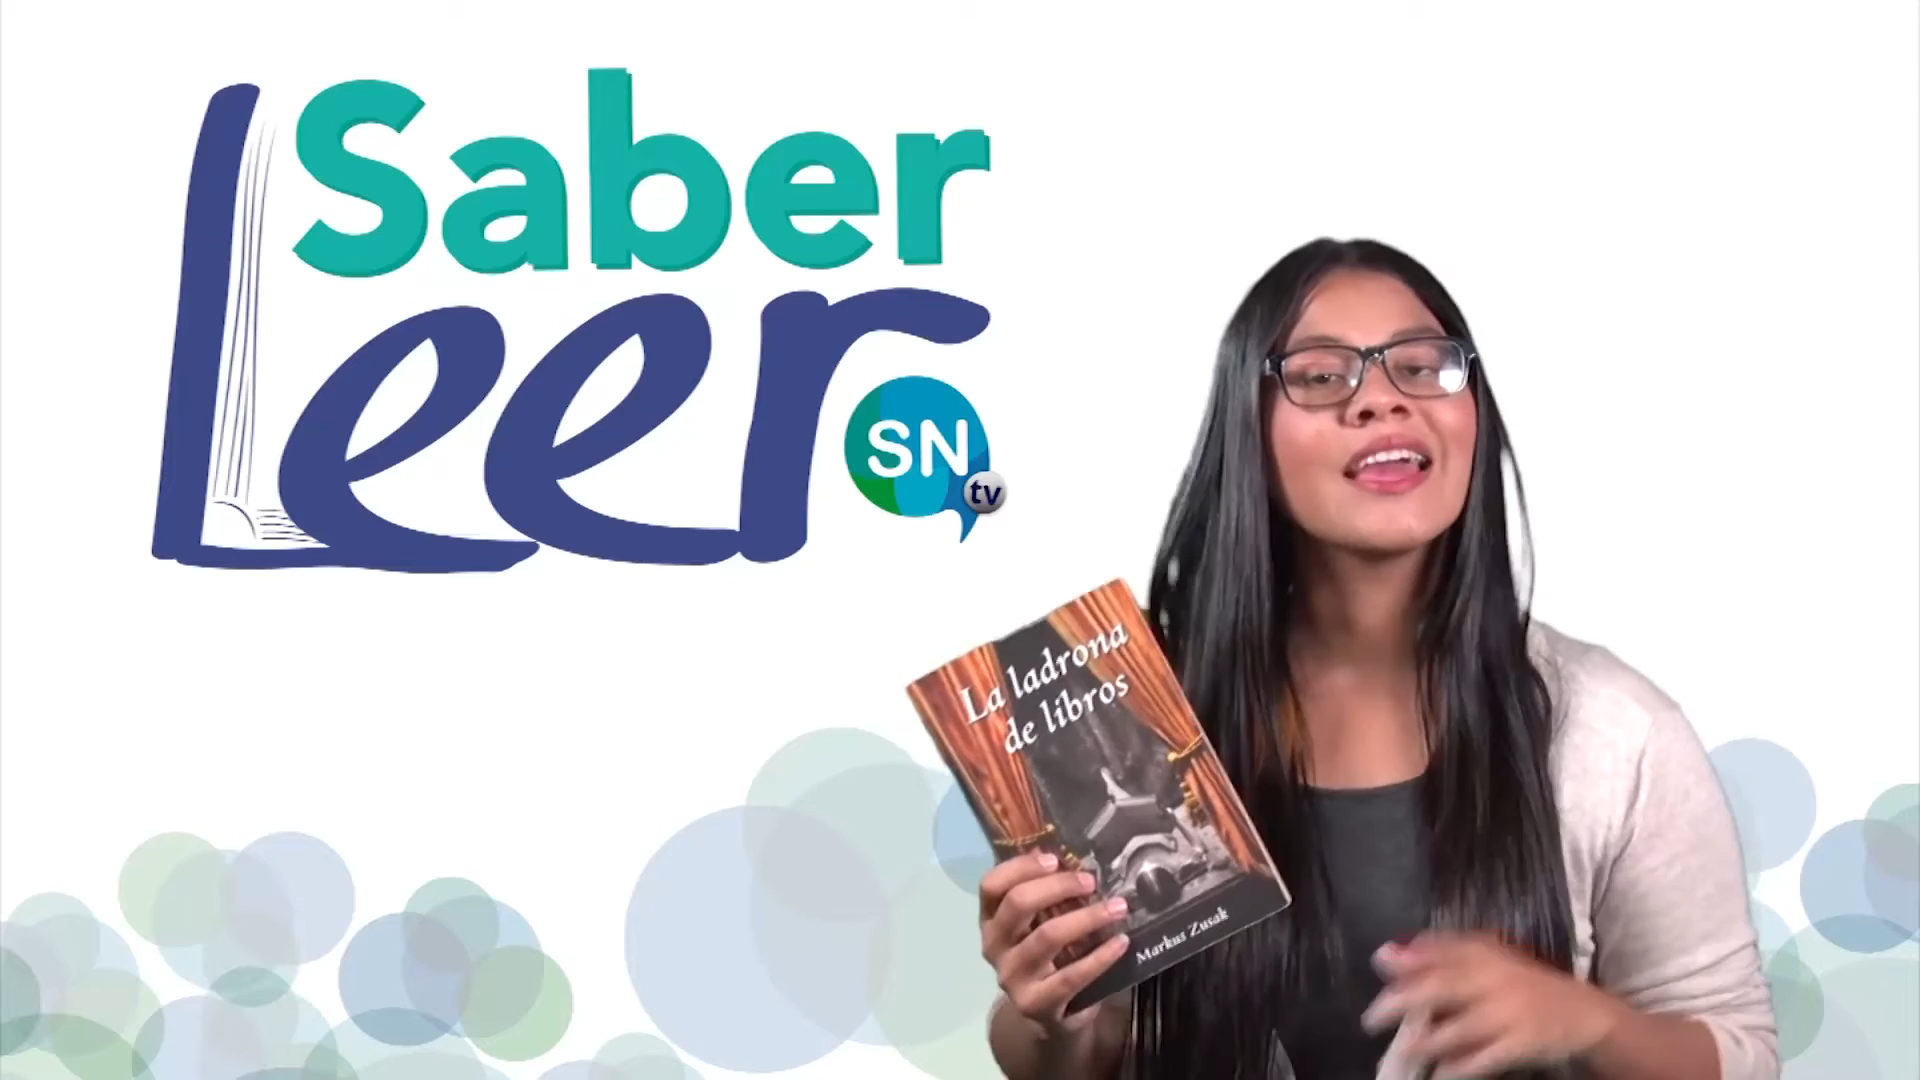 Saber
Leer
SN
tv
La ladrona
de libros
Markus Zusak